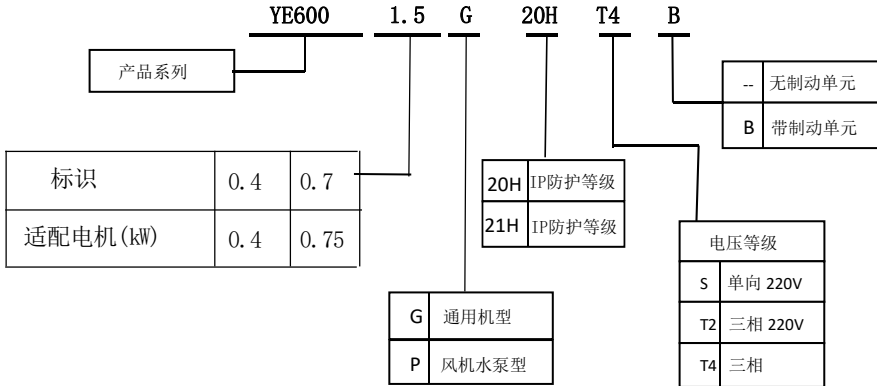 YE600 1.5 G 20H T4 B
产品系列
-- 无制动单元
B 带制动单元
标识 0.4 0.7
适配电机(kW) 0.4 0.75
20H IP防护等级
21H IP防护等级
电压等级
S 单向 220V
T2 三相 220V
T4 三相
G 通用机型
P 风机水泵型